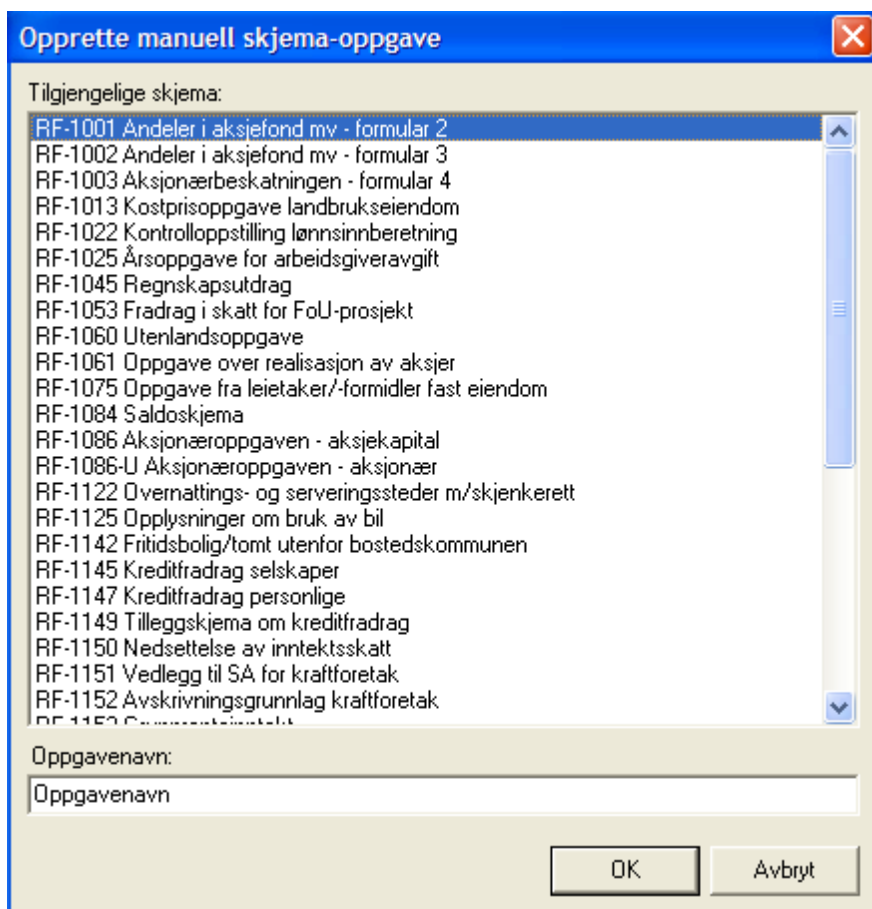 Opprette manuell skjema-oppgave
Tilgjengelige skjema:
RF-1001 Andeler i aksjefond mv - formular 2
RF-1002 Andeler i aksjefond mv - formular 3
RF-1003 Aksjonærbeskatningen - formular 4
RF-1013 Kostprisoppgave landbrukseiendom
RF-1022 Kontrolloppstilling lønnsinnberetning
RF-1025 Årsoppgave for arbeidsgiveravgift
RF-1045 Regnskapsutdrag
RF-1053 Fradrag i skatt for FoU-prosjekt
RF-1060 Utenlandsoppgave
RF-1061 Oppgave over realisasjon av aksjer
RF-1075 Oppgave fra leietaker/-formidler fast eiendom
RF-1084 Saldoskjema
RF-1086 Aksjonæroppgaven - aksjekapital
RF-1086-U Aksjonæroppgaven - aksjonær
RF-1122 Overnattings- og serveringssteder m/skjenkerett
RF-1125 Opplysninger om bruk av bil
RF-1142 Fritidsbolig/tomt utenfor bostedskommunen
RF-1145 Kreditfradrag selskaper
RF-1147 Kreditfradrag personlige
RF-1149 Tilleggskjema om kreditfradrag
RF-1150 Nedsettelse av inntektsskatt
RF-1151 Vedlegg til SA for kraftforetak
RF-1152 Avskrivningsgrunnlag kraftforetak
Oppgavenavn:
Oppgavenavn
OK
Avbryt